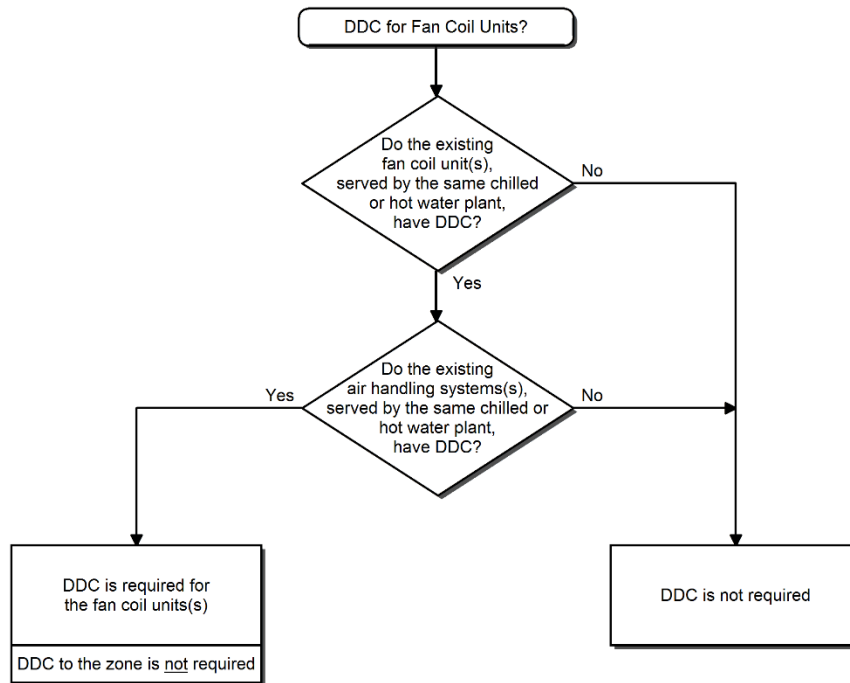 DDC for Fan Coil Units?
Do the existing
fan coil unit(s),
served by the same chilled
or hot water plant,
have DDC?
No
Yes
Do the existing
air handling systems(s),
served by the same chilled or
hot water plant,
have DDC?
Yes
No
DDC is required for
the fan coil units(s)
DDC to the zone is not required
DDC is not required